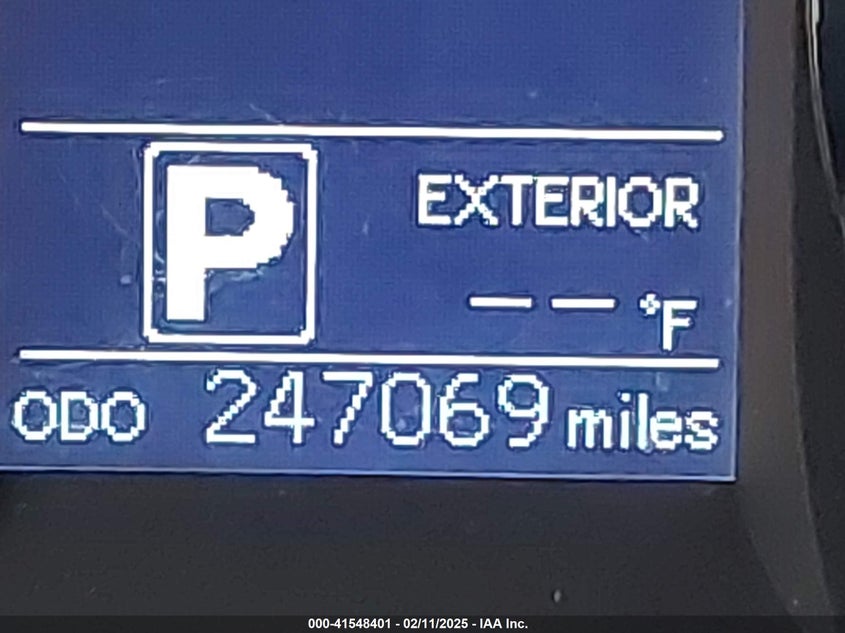 P
EXTERIOR
-- °F
ODO 247069 miles
000-41548401 - 02/11/2025 - IAA Inc.